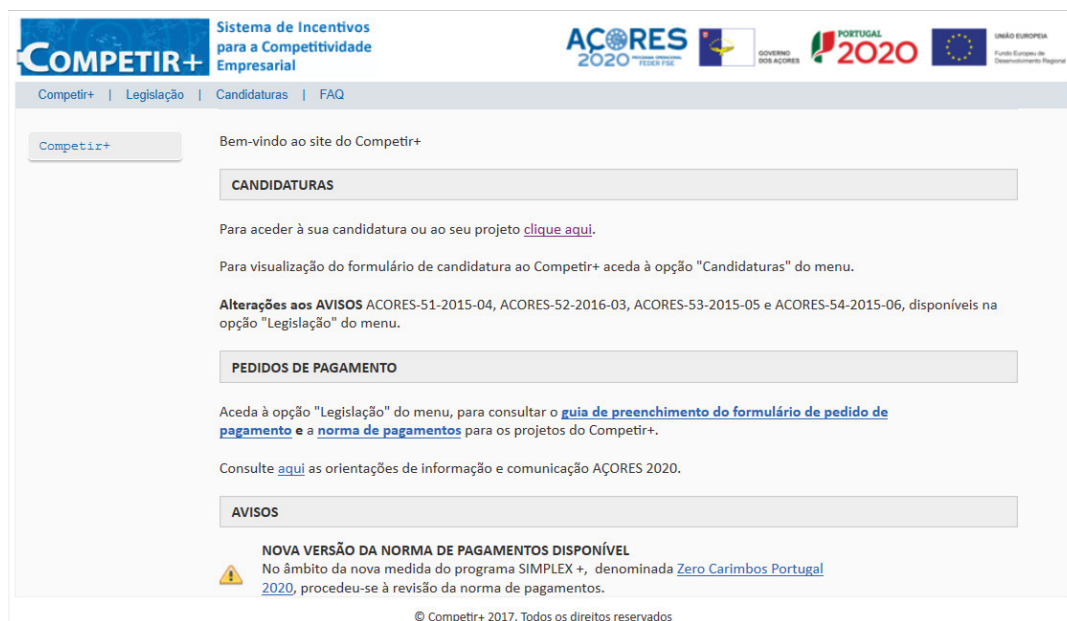 COMPETIR+
Sistema de Incentivos
para a Competitividade
Empresarial
AÇORES
2020 PROGRAMA OPERACIONAL
FEDER FSE
GOVERNO
DOS AÇORES
PORTUGAL
2020
UNIÃO EUROPEIA
Fundo Europeu de
Desenvolvimento Regional
Competir+ | Legislação | Candidaturas | FAQ
Competir+
Bem-vindo ao site do Competir+
CANDIDATURAS
Para aceder à sua candidatura ou ao seu projeto clique aqui.
Para visualização do formulário de candidatura ao Competir+ aceda à opção "Candidaturas" do menu.
Alterações aos AVISOS ACORES-51-2015-04, ACORES-52-2016-03, ACORES-53-2015-05 e ACORES-54-2015-06, disponíveis na
opção "Legislação" do menu.
PEDIDOS DE PAGAMENTO
Aceda à opção "Legislação" do menu, para consultar o guia de preenchimento do formulário de pedido de
pagamento e a norma de pagamentos para os projetos do Competir+.
Consulte aqui as orientações de informação e comunicação AÇORES 2020.
AVISOS
NOVA VERSÃO DA NORMA DE PAGAMENTOS DISPONÍVEL
No âmbito da nova medida do programa SIMPLEX +, denominada Zero Carimbos Portugal
2020, procedeu-se à revisão da norma de pagamentos.
© Competir+ 2017. Todos os direitos reservados